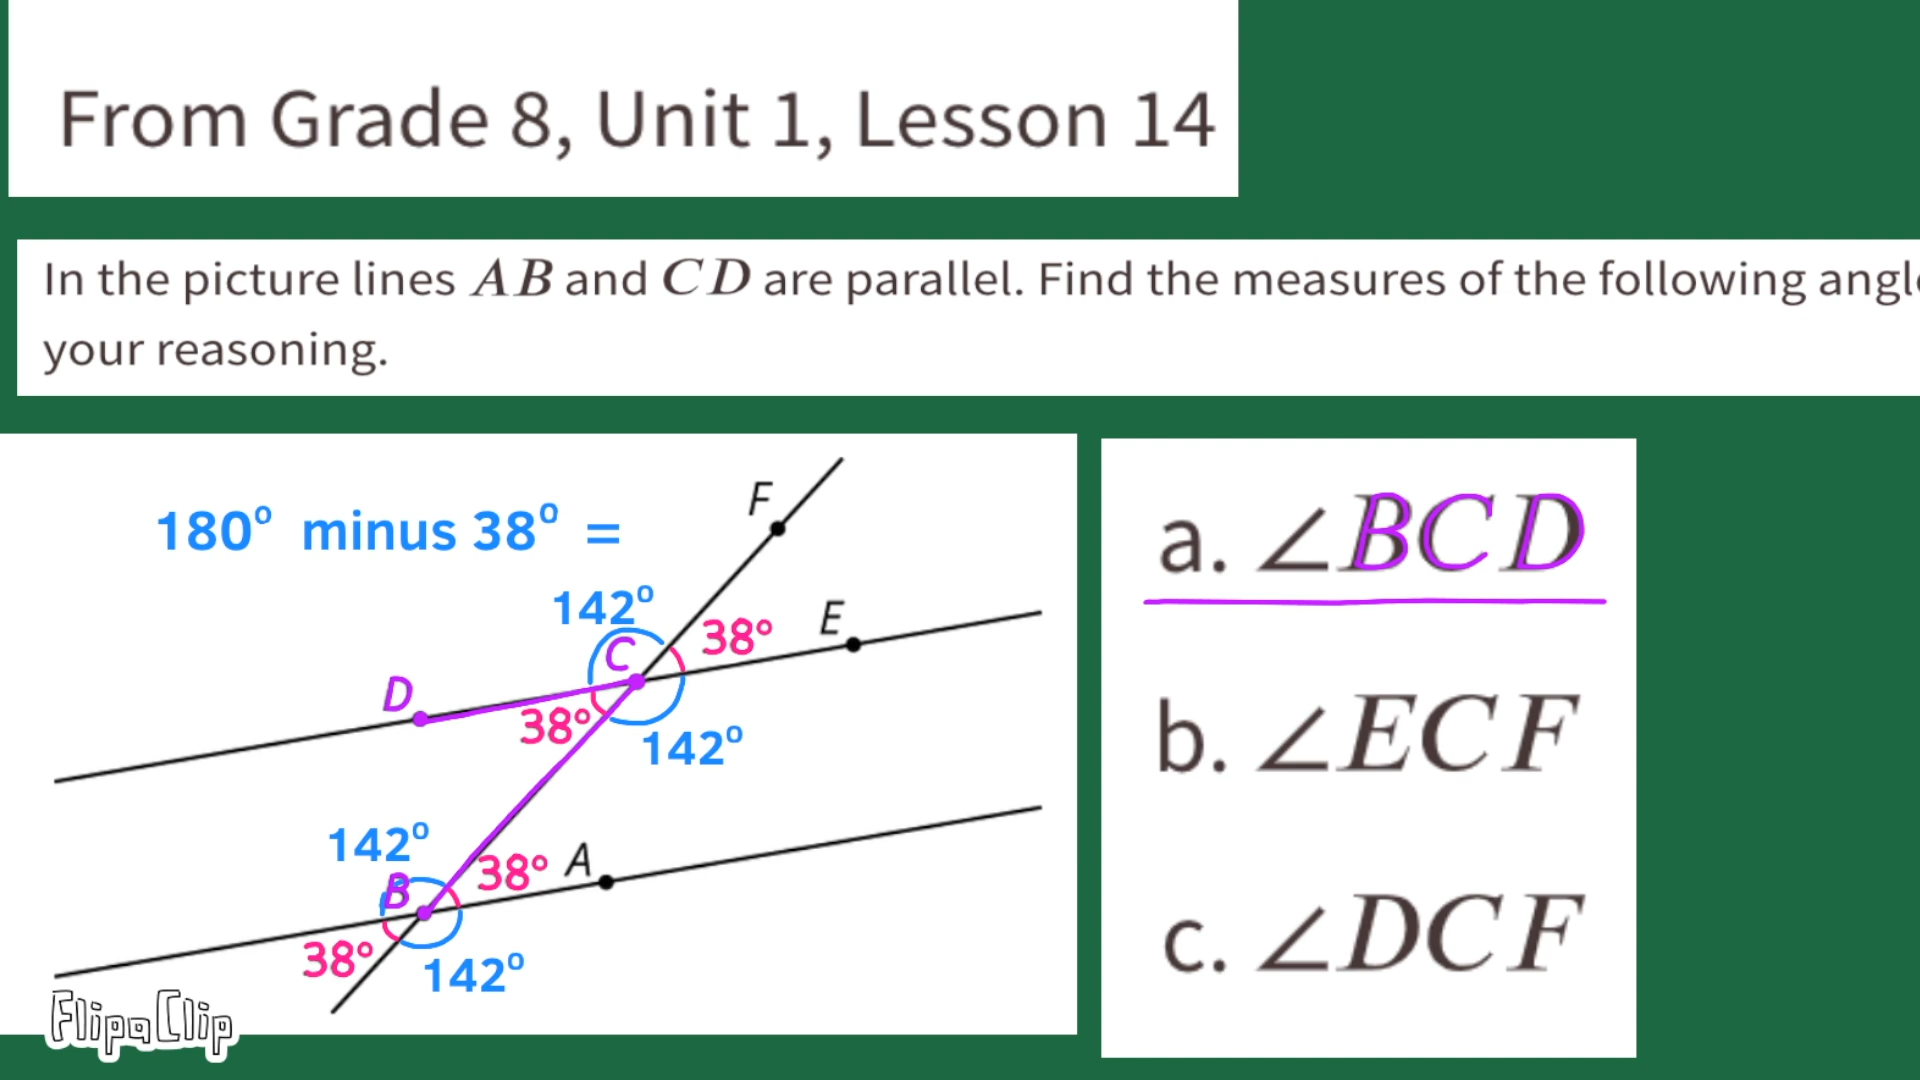 From Grade 8, Unit 1, Lesson 14
In the picture lines AB and CD are parallel. Find the measures of the following
your reasoning.
180° minus 38° =
F
142°
C
38°
E
D
38°
142°
142°
B
38°
A
38°
142°
a. ∠BCD
b. ∠ECF
c. ∠DCF
FlipaClip